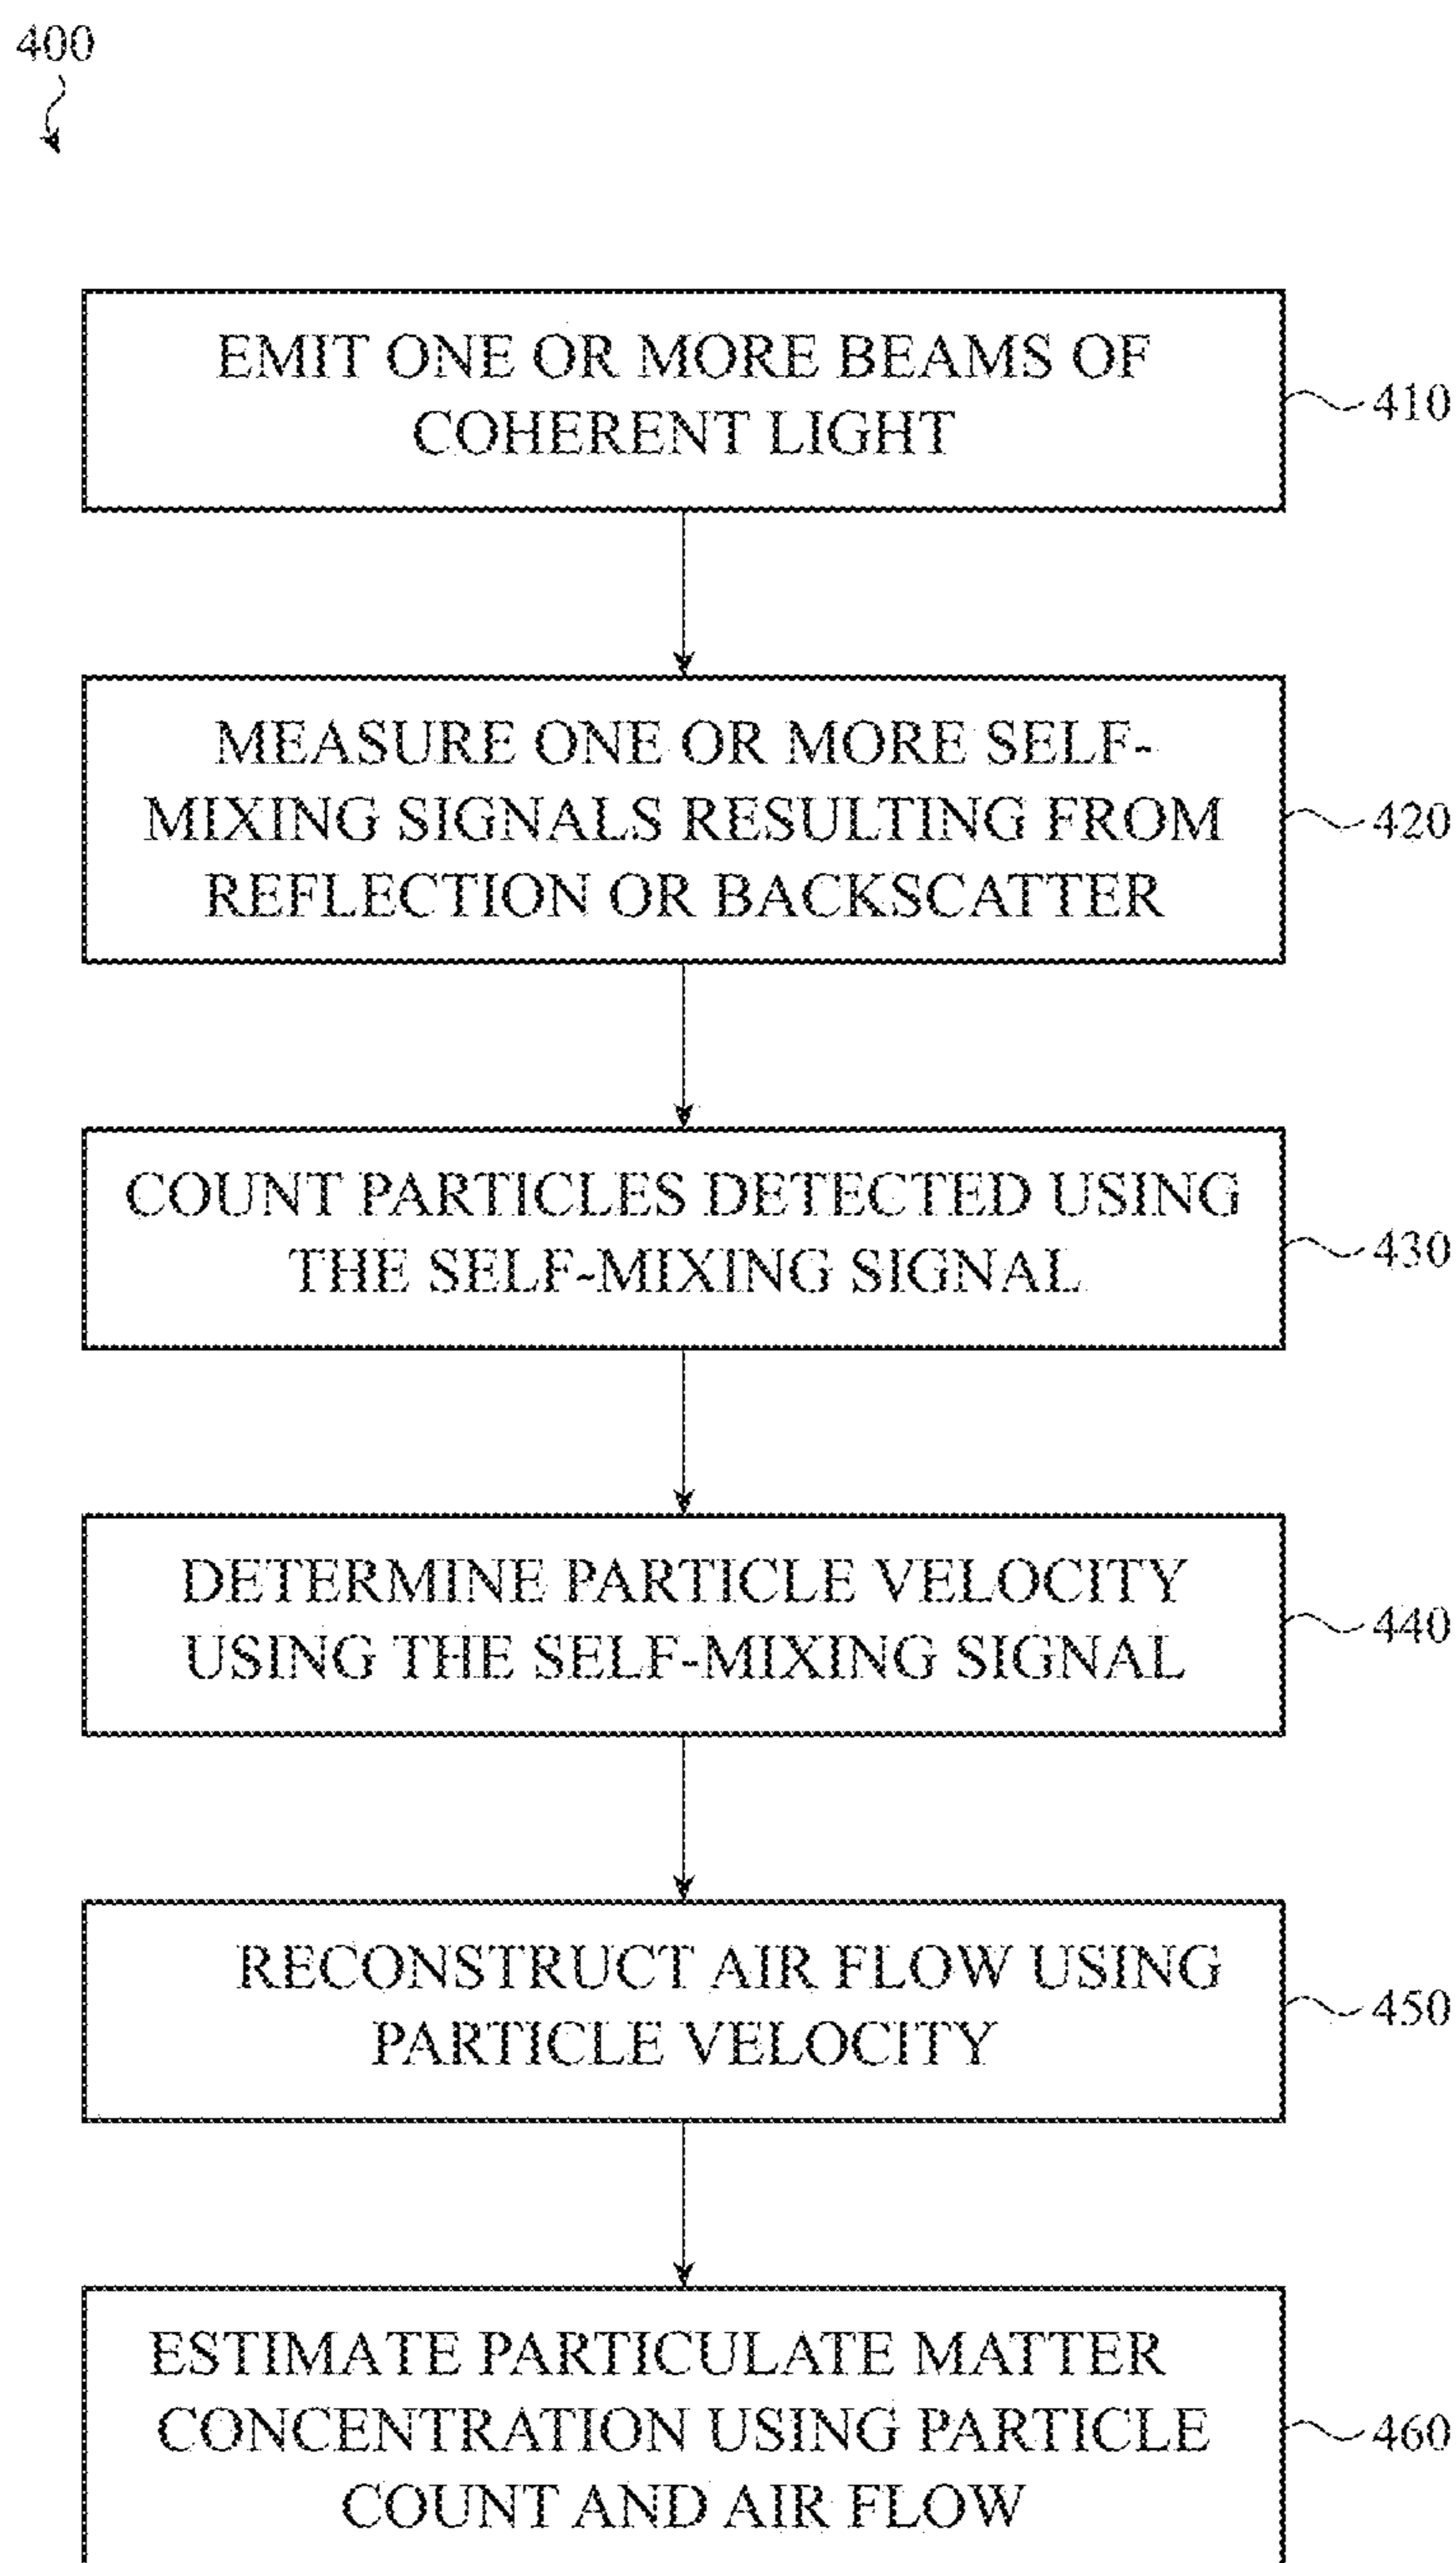 400
EMIT ONE OR MORE BEAMS OF
COHERENT LIGHT
410
MEASURE ONE OR MORE SELF-
MIXING SIGNALS RESULTING FROM
REFLECTION OR BACKSCATTER
420
COUNT PARTICLES DETECTED USING
THE SELF-MIXING SIGNAL
430
DETERMINE PARTICLE VELOCITY
USING THE SELF-MIXING SIGNAL
440
RECONSTRUCT AIR FLOW USING
PARTICLE VELOCITY
450
ESTIMATE PARTICULATE MATTER
CONCENTRATION USING PARTICLE
COUNT AND AIR FLOW
460